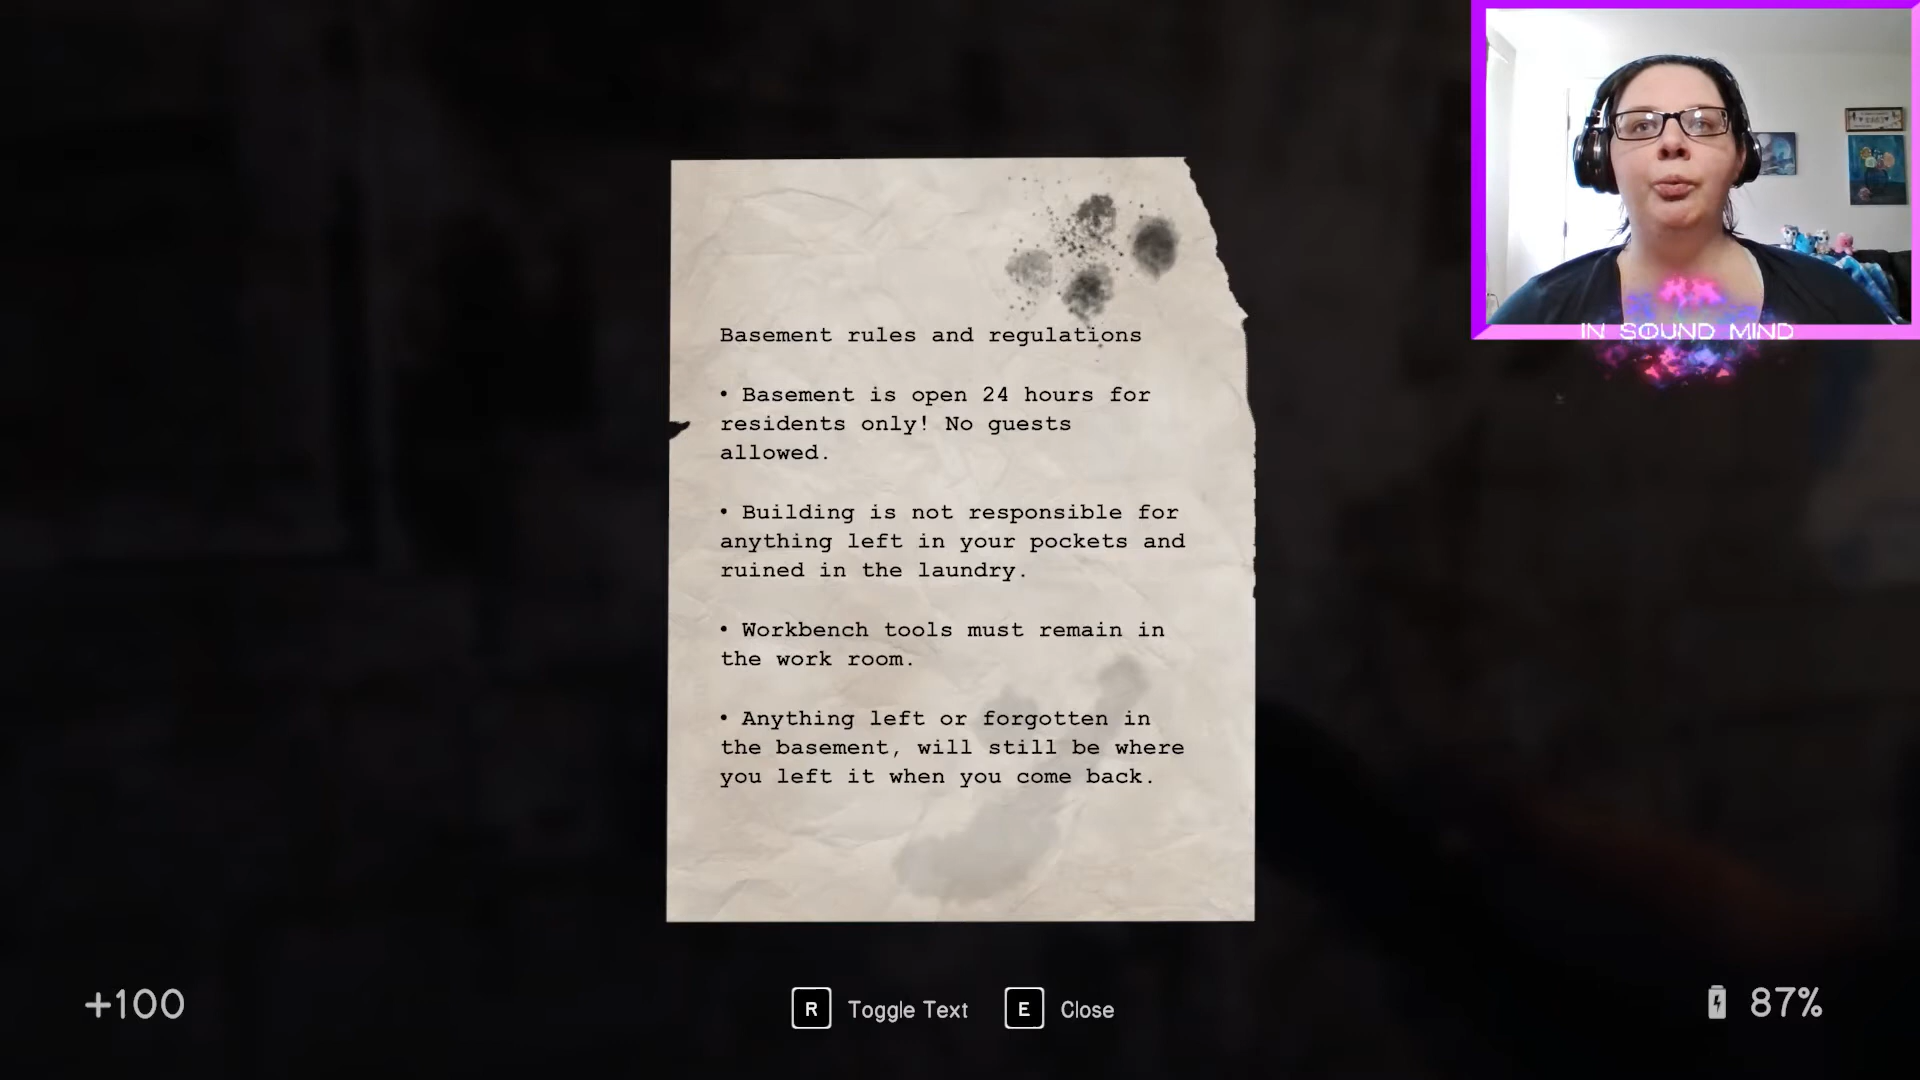 Basement rules and regulations
• Basement is open 24 hours for
residents only! No guests
allowed.
• Building is not responsible for
anything left in your pockets and
ruined in the laundry.
• Workbench tools must remain in
the work room.
• Anything left or forgotten in
the basement, will still be where
you left it when you come back.
IN SOUND MIND
+100
R Toggle Text E Close
87%